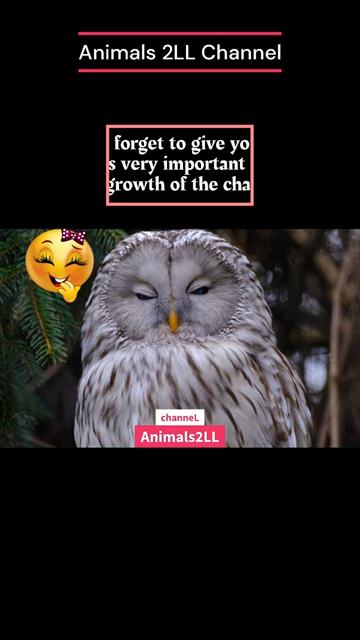 Animals 2LL Channel
forget to give yo
s very important
growth of the cha
channeL
Animals2LL